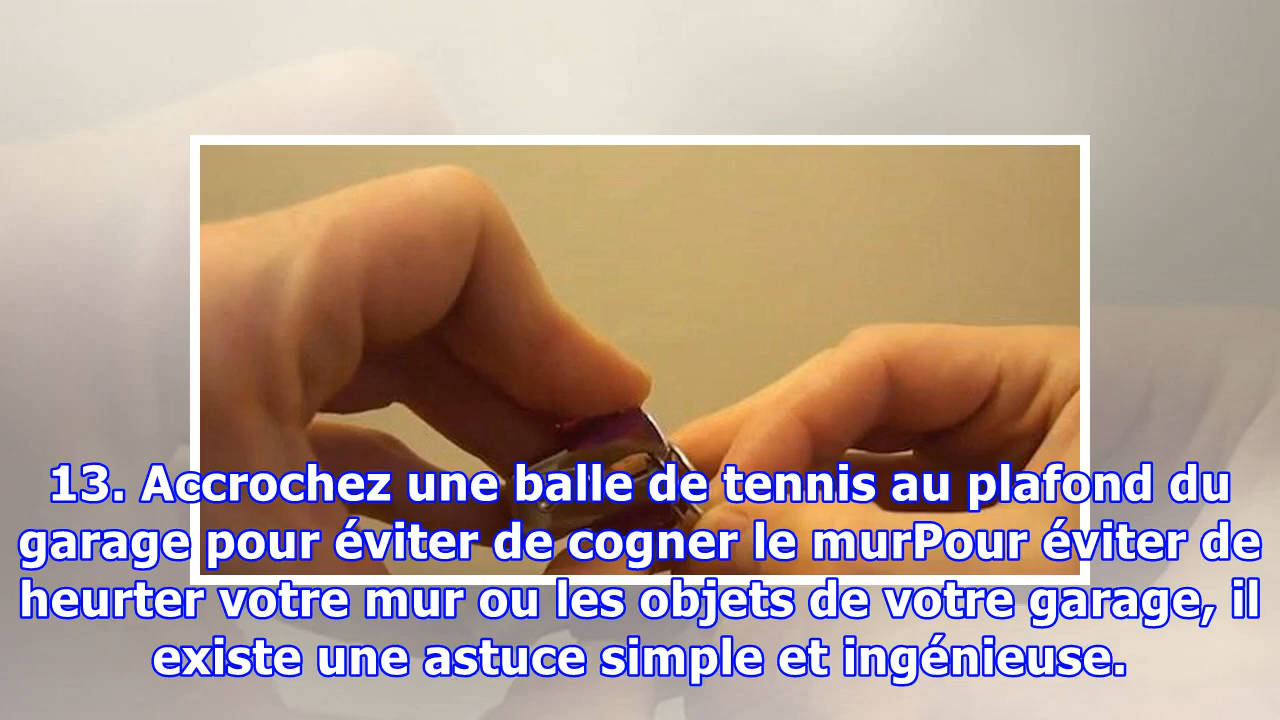 13. Accrochez une balle de tennis au plafond du
garage pour éviter de cogner le murPour éviter de
heurter votre mur ou les objets de votre garage, il
existe une astuce simple et ingénieuse.